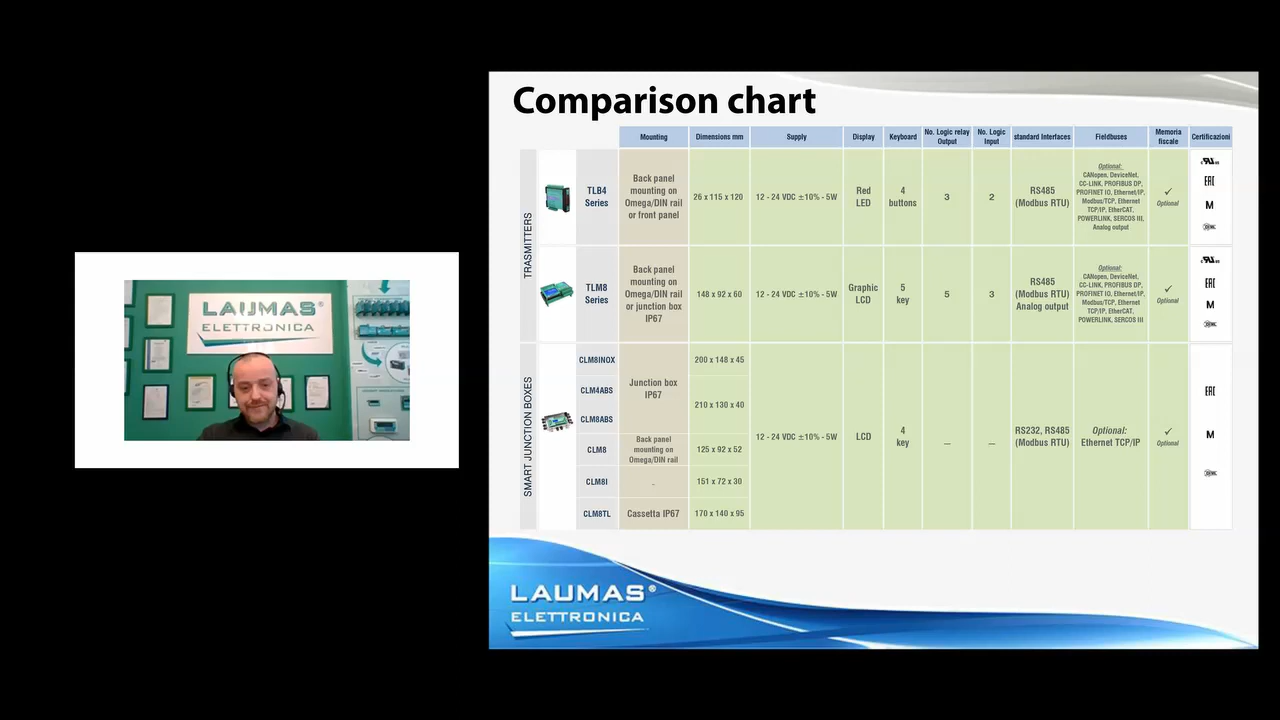 Comparison chart
Mounting
Dimensions mm
Supply
Display
Keyboard
No. Logic relay
Output
No. Logic
Input
standard Interfaces
Fieldbuses
Memoria
fiscale
Certificazioni
TRASMITTERS
TLB4
Series
Back panel
mounting on
Omega/DIN rail
or front panel
26 x 115 x 120
12 - 24 VDC ±10% - 5W
Red
LED
4
buttons
3
2
RS485
(Modbus RTU)
Optional:
CANopen, DeviceNet,
CC-LINK, PROFIBUS DP,
PROFINET IO, Ethernet/IP,
Modbus/TCP, Ethernet
TCP/IP, EtherCAT,
POWERLINK, SERCOS III,
Analog output
✓
Optional
EAC
M
TLM8
Series
Back panel
mounting on
Omega/DIN rail
or junction box
IP67
148 x 92 x 60
12 - 24 VDC ±10% - 5W
Graphic
LCD
5
key
5
3
RS485
(Modbus RTU)
Analog output
Optional:
CANopen, DeviceNet,
CC-LINK, PROFIBUS DP,
PROFINET IO, Ethernet/IP,
Modbus/TCP, Ethernet
TCP/IP, EtherCAT,
POWERLINK, SERCOS III
✓
Optional
EAC
M
SMART JUNCTION BOXES
CLM8INOX
CLM4ABS
CLM8ABS
CLM8
CLM8I
CLM8TL
Junction box
IP67
Back panel
mounting on
Omega/DIN rail
-
Cassetta IP67
200 x 148 x 45
210 x 130 x 40
125 x 92 x 52
151 x 72 x 30
170 x 140 x 95
12 - 24 VDC ±10% - 5W
LCD
4
key
—
—
RS232, RS485
(Modbus RTU)
Optional:
Ethernet TCP/IP
✓
Optional
EAC
M
LAUMAS®
ELETTRONICA
LAUMAS®
ELETTRONICA